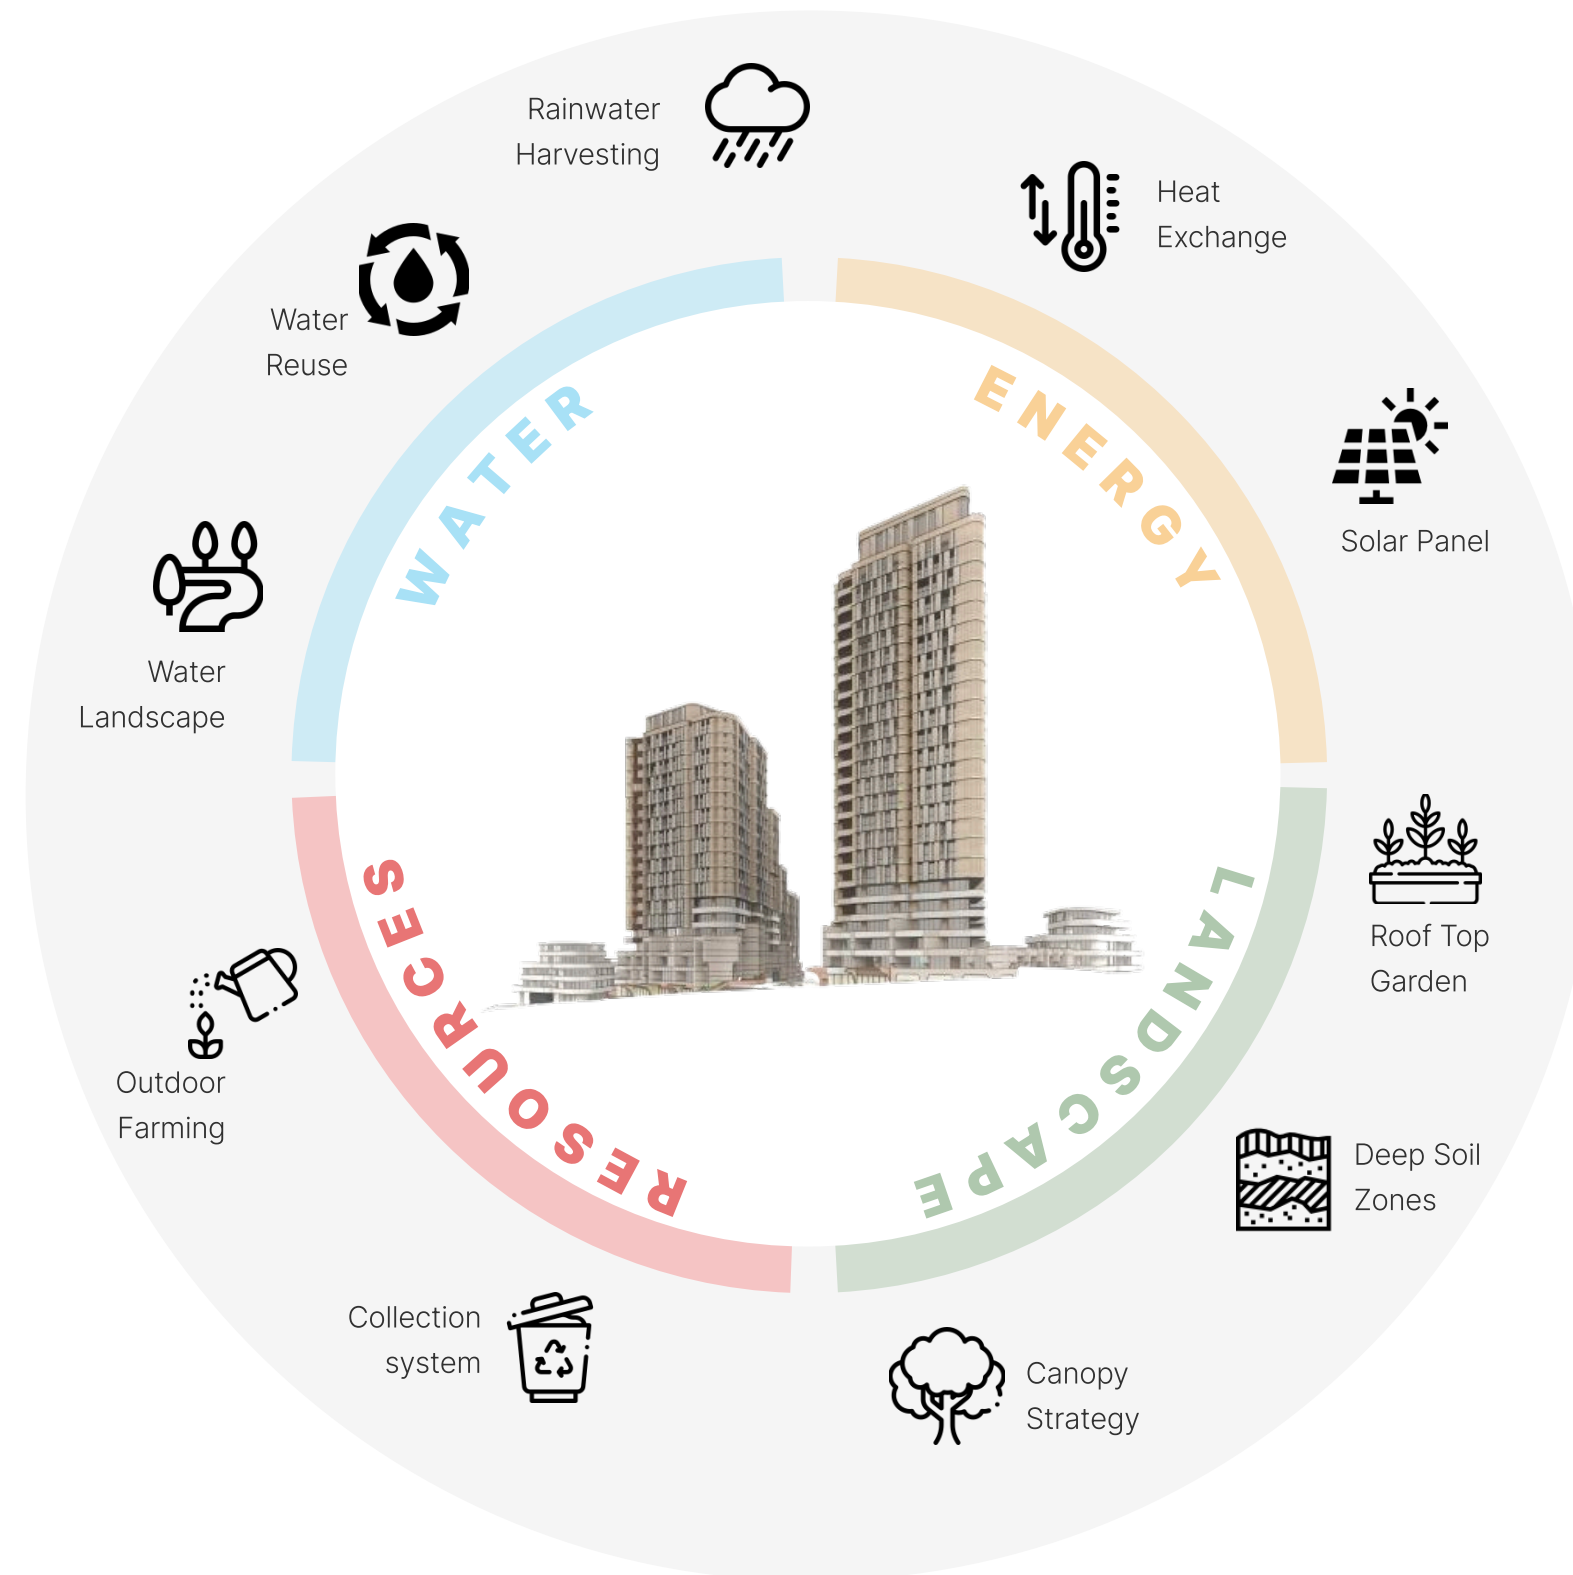 Rainwater
Harvesting
Heat
Exchange
Water
Reuse
WATER
ENERGY
Solar Panel
Water
Landscape
RESOURCES
LANDSCAPE
Roof Top
Garden
Outdoor
Farming
Deep Soil
Zones
Collection
system
Canopy
Strategy